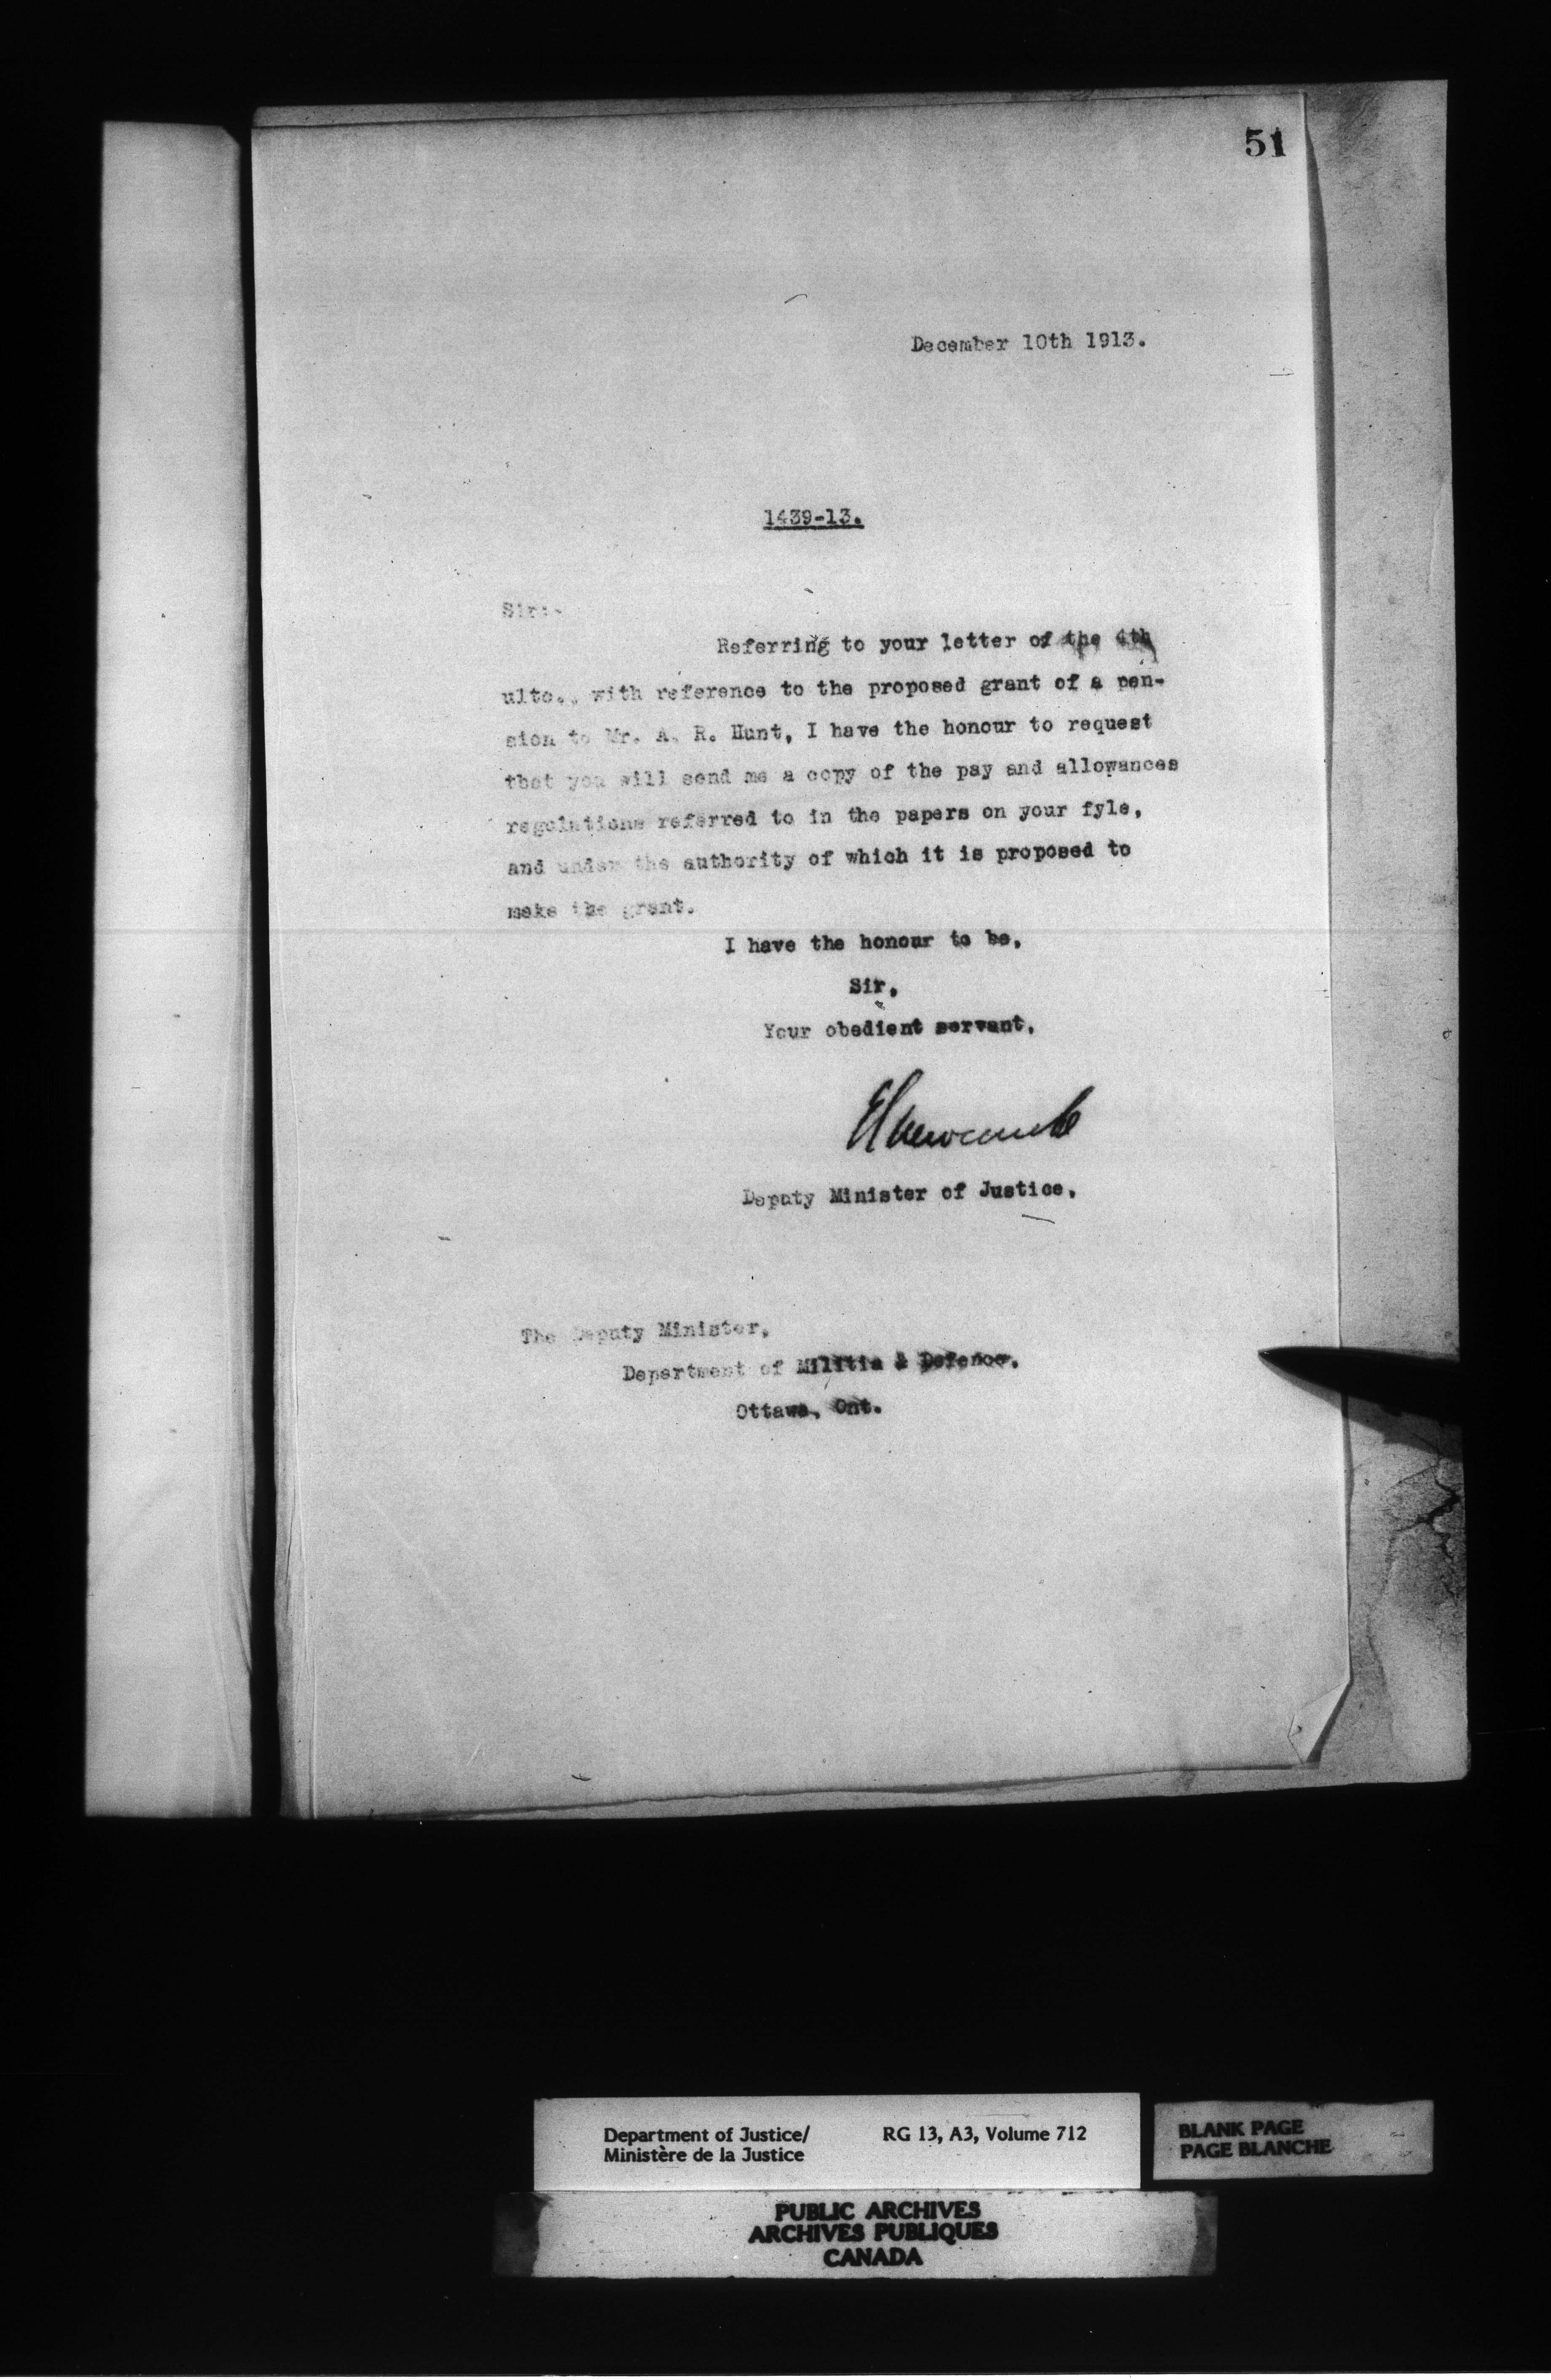 51
December 10th 1913.
1439-13.
Sir:-
Referring to your letter of the 4th
ulto., with reference to the proposed grant of a pen-
sion to Mr. A. R. Hunt, I have the honour to request
that you will send me a copy of the pay and allowances
regulations referred to in the papers on your fyle,
and under the authority of which it is proposed to
make the grant.
I have the honour to be,
Sir,
Your obedient servant,
ELNewcombe
Deputy Minister of Justice.
The Deputy Minister,
Department of Militia & Defence.
Ottawa, Ont.
Department of Justice/ RG 13, A3, Volume 712
Ministère de la Justice
BLANK PAGE
PAGE BLANCHE
PUBLIC ARCHIVES
ARCHIVES PUBLIQUES
CANADA